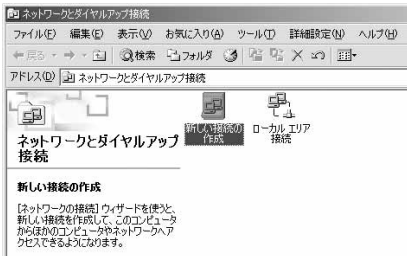 ネットワークとダイヤルアップ接続
ファイル(F) 編集(E) 表示(V) お気に入り(A) ツール(T) 詳細設定(N) ヘルプ(H)
戻る 検索 フォルダ
アドレス(D) ネットワークとダイヤルアップ接続
ネットワークとダイヤルアップ
接続
新しい接続の
作成
ローカル エリア
接続
新しい接続の作成
[ネットワークの接続] ウィザードを使うと、
新しい接続を作成して、このコンピュータ
からほかのコンピュータやネットワークへア
クセスできるようになります。